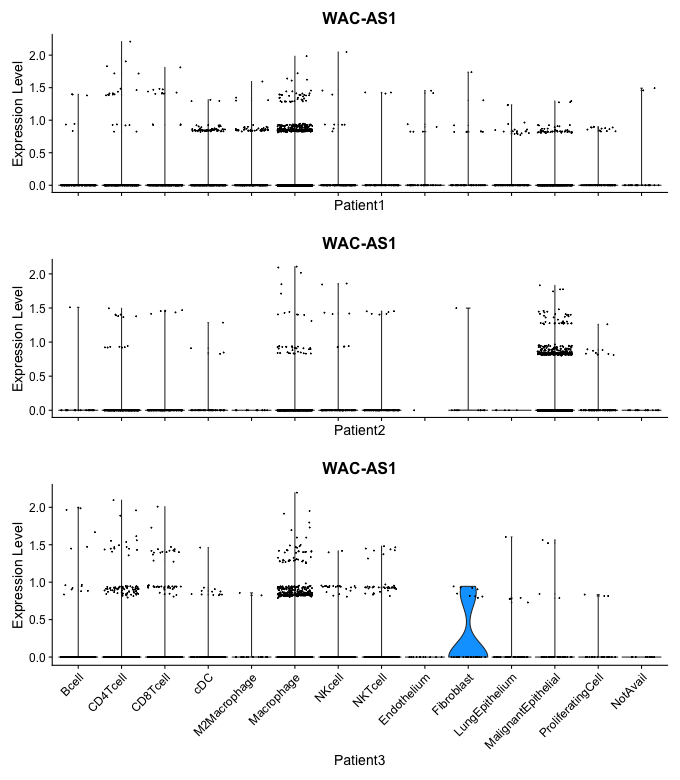 WAC-AS1
Expression Level
2.0
1.5
1.0
0.5
0.0
Patient1
WAC-AS1
Expression Level
2.0
1.5
1.0
0.5
0.0
Patient2
WAC-AS1
Expression Level
2.0
1.5
1.0
0.5
0.0
Bcell
CD4Tcell
CD8Tcell
cDC
M2Macrophage
Macrophage
NKcell
NKTcell
Endothelium
Fibroblast
LungEpithelium
MalignantEpithelial
ProliferatingCell
NotAvail
Patient3